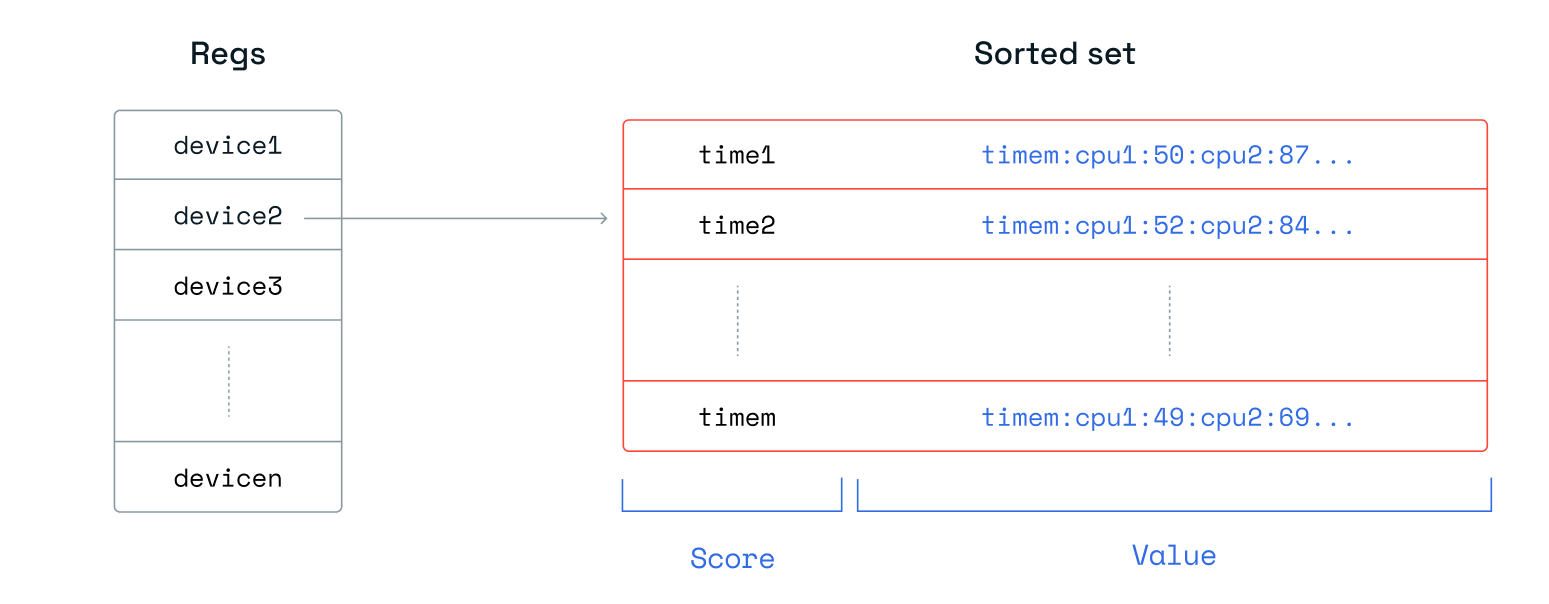 Regs
Sorted set
device1
device2
device3
devicen
time1 timem:cpu1:50:cpu2:87...
time2 timem:cpu1:52:cpu2:84...
timem timem:cpu1:49:cpu2:69...
Score
Value